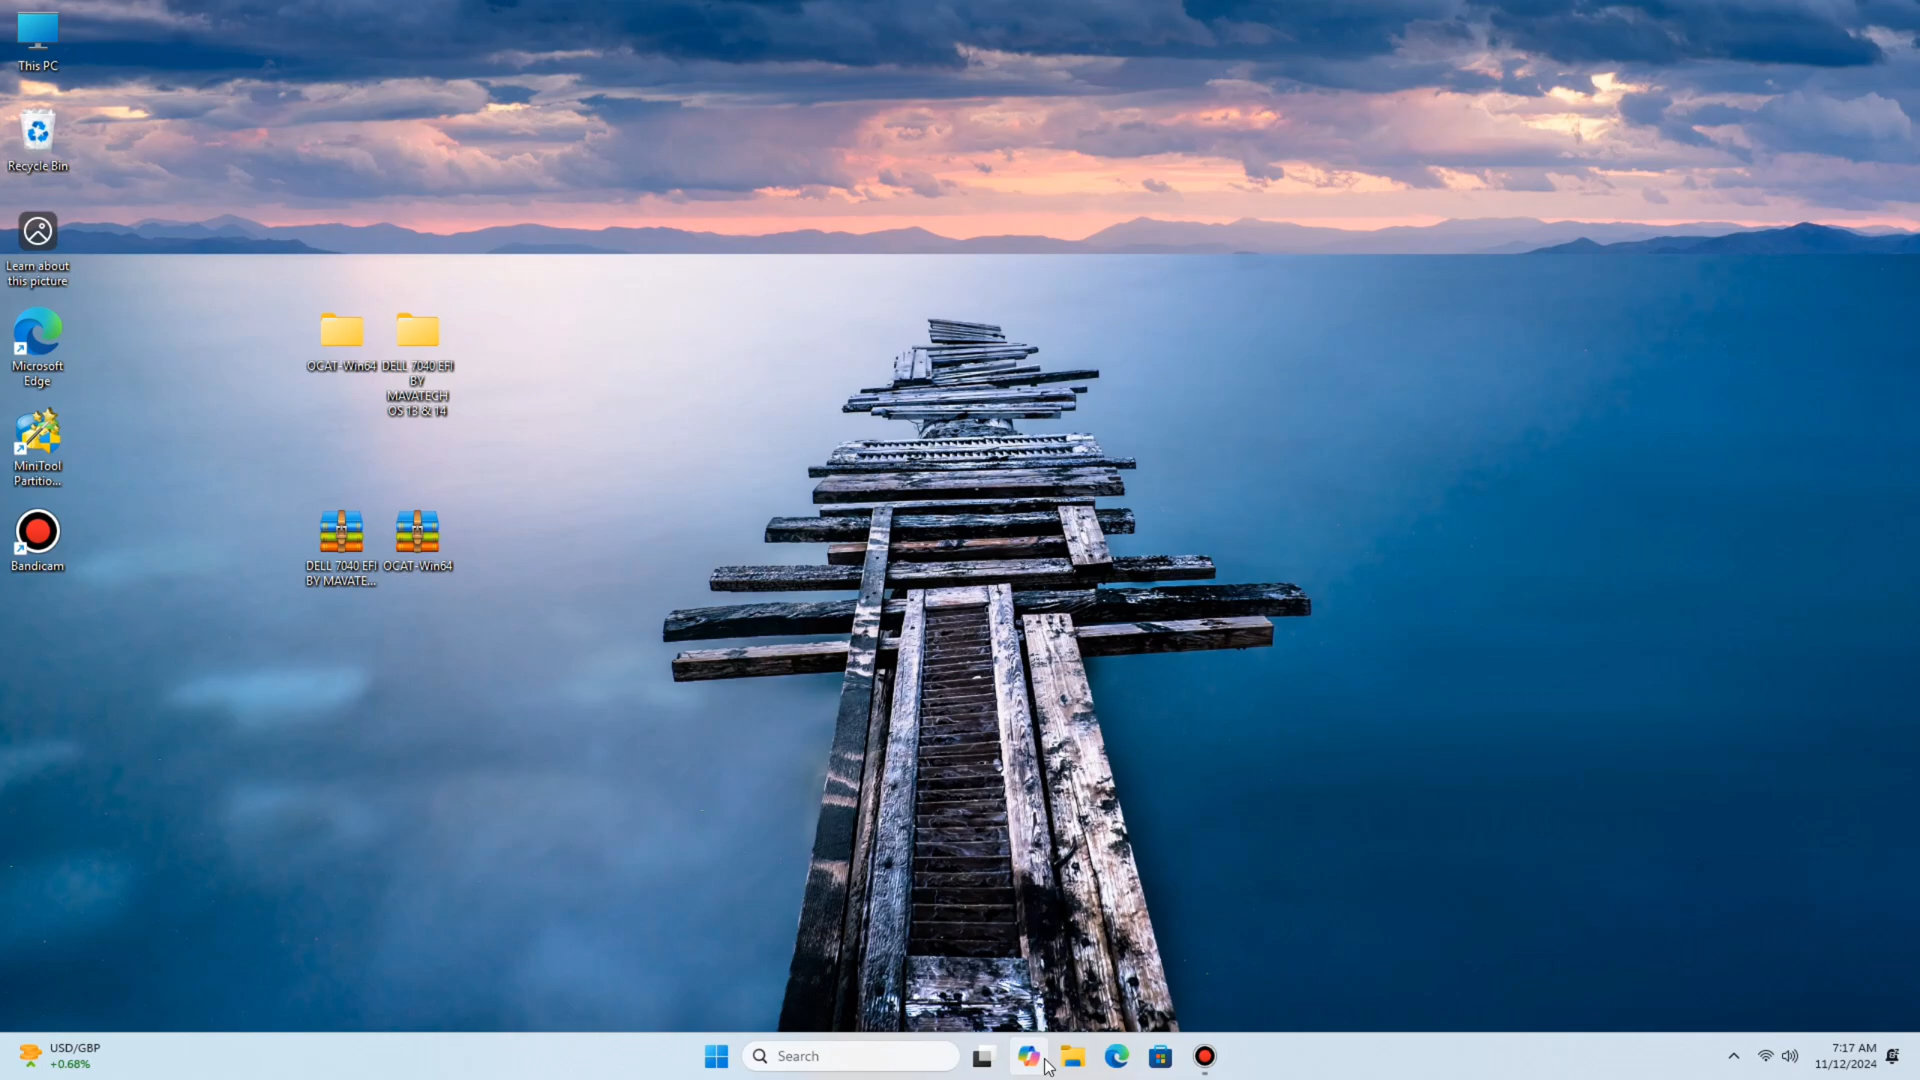 This PC
Recycle Bin
Learn about
this picture
Microsoft
Edge
MiniTool
Partitio...
Bandicam
OCAT-Win64
DELL 7040 EFI
BY
MAVATECH
OS 13 & 14
DELL 7040 EFI
BY MAVATE...
OCAT-Win64
USD/GBP
+0.68%
Search
7:17 AM
11/12/2024